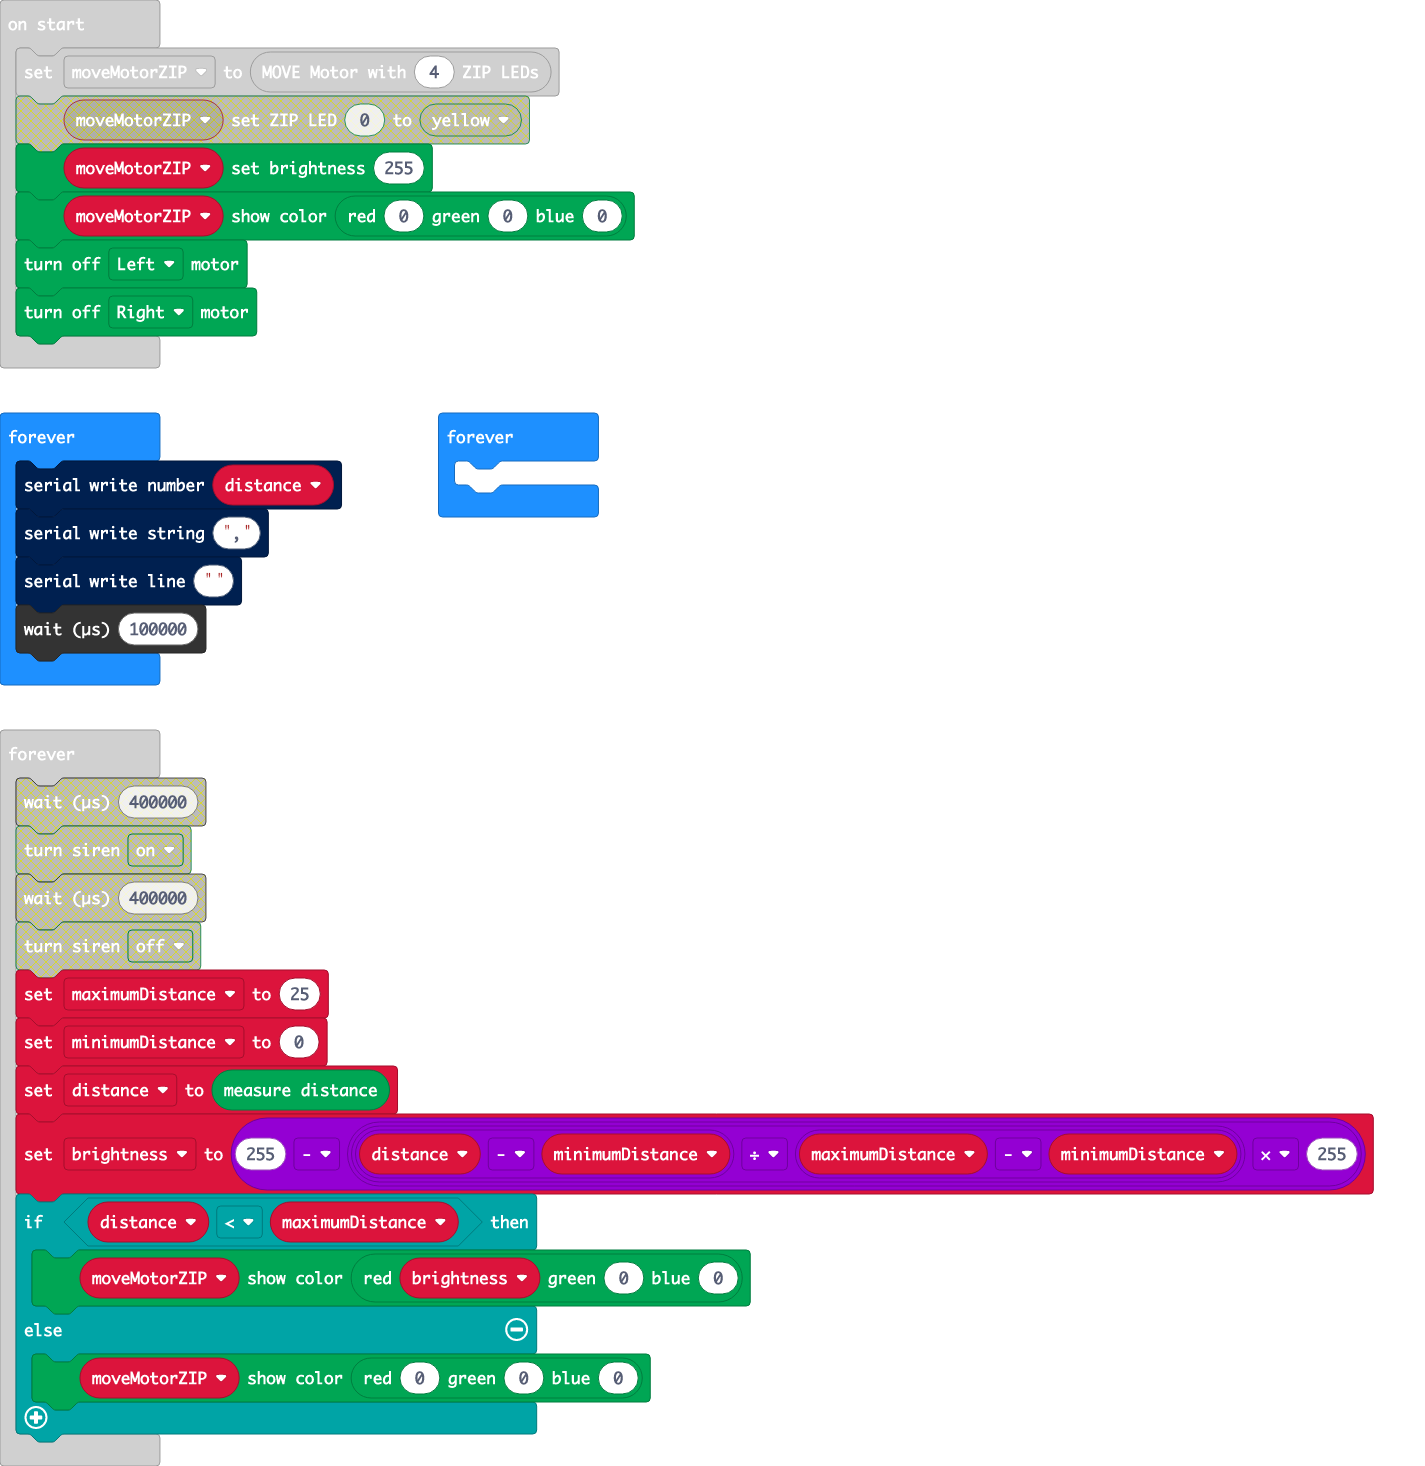 on start
set moveMotorZIP to MOVE Motor with 4 ZIP LEDs
moveMotorZIP set ZIP LED 0 to yellow
moveMotorZIP set brightness 255
moveMotorZIP show color red 0 green 0 blue 0
turn off Left motor
turn off Right motor
forever
serial write number distance
serial write string ","
serial write line ""
wait (µs) 100000
forever
forever
wait (µs) 400000
turn siren on
wait (µs) 400000
turn siren off
set maximumDistance to 25
set minimumDistance to 0
set distance to measure distance
set brightness to 255 - distance - minimumDistance ÷ maximumDistance - minimumDistance × 255
if distance < maximumDistance then
moveMotorZIP show color red brightness green 0 blue 0
else
moveMotorZIP show color red 0 green 0 blue 0